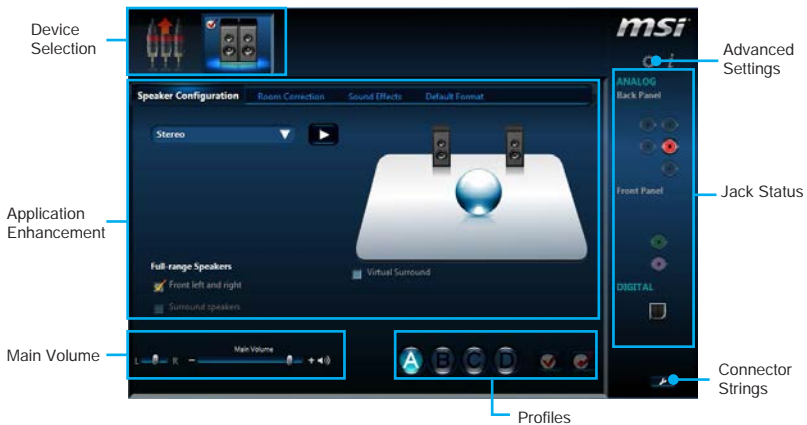 Device
Selection
msi
Advanced
Settings
ANALOG
Back Panel
Speaker Configuration
Room Correction
Sound Effects
Default Format
Stereo
Jack Status
Front Panel
Application
Enhancement
Full-range Speakers
Front left and right
Surround speakers
Virtual Surround
DIGITAL
Main Volume
L
R
Main Volume
A
B
C
D
Connector
Strings
Profiles